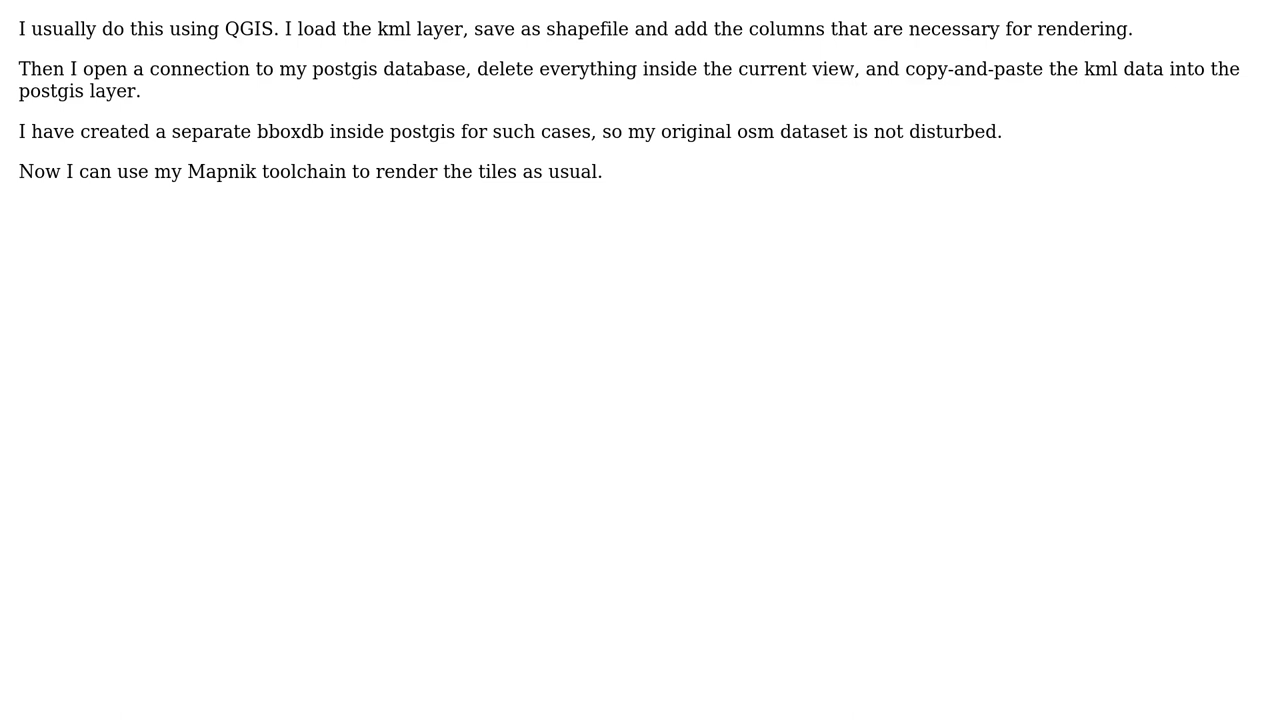 I usually do this using QGIS. I load the kml layer, save as shapefile and add the columns that are necessary for rendering.
Then I open a connection to my postgis database, delete everything inside the current view, and copy-and-paste the kml data into the
postgis layer.
I have created a separate bboxdb inside postgis for such cases, so my original osm dataset is not disturbed.
Now I can use my Mapnik toolchain to render the tiles as usual.